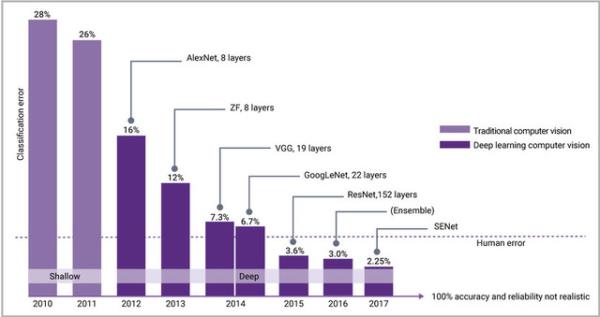 28%
26%
AlexNet, 8 layers
ZF, 8 layers
16%
Traditional computer vision
Deep learning computer vision
VGG, 19 layers
12%
GoogLeNet, 22 layers
ResNet,152 layers
7.3%
6.7%
(Ensemble)
SENet
Human error
3.6%
3.0%
2.25%
Classification error
Shallow
Deep
2010
2011
2012
2013
2014
2015
2016
2017
100% accuracy and reliability not realistic